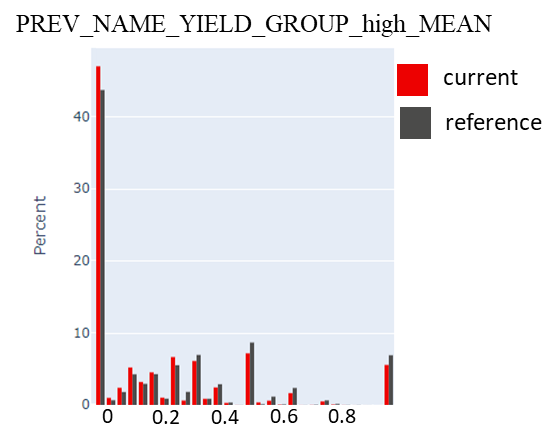 PREV_NAME_YIELD_GROUP_high_MEAN
current
reference
Percent
40
30
20
10
0
0 0.2 0.4 0.6 0.8